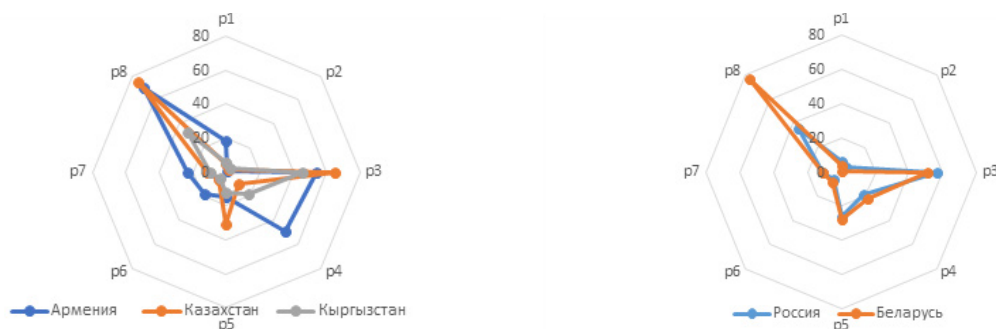 p1
80
60
40
20
0
p2
p3
p4
p5
p6
p7
p8
Армения
Казахстан
Кыргызстан
p1
80
60
40
20
0
p2
p3
p4
p5
p6
p7
p8
Россия
Беларусь